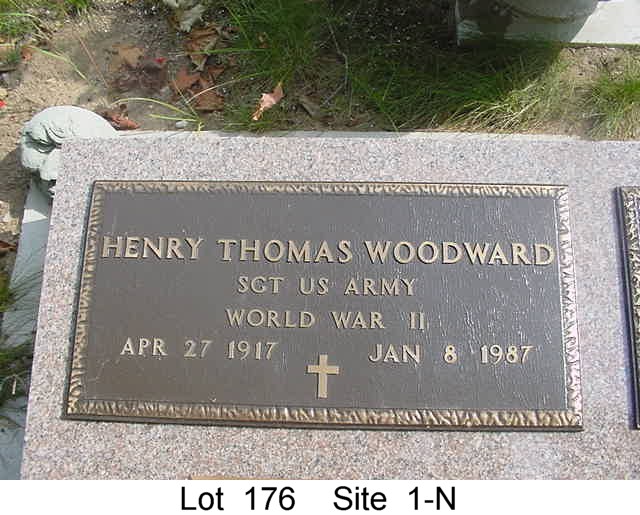 HENRY THOMAS WOODWARD
SGT US ARMY
WORLD WAR II
APR 27 1917 JAN 8 1987
Lot 176 Site 1-N